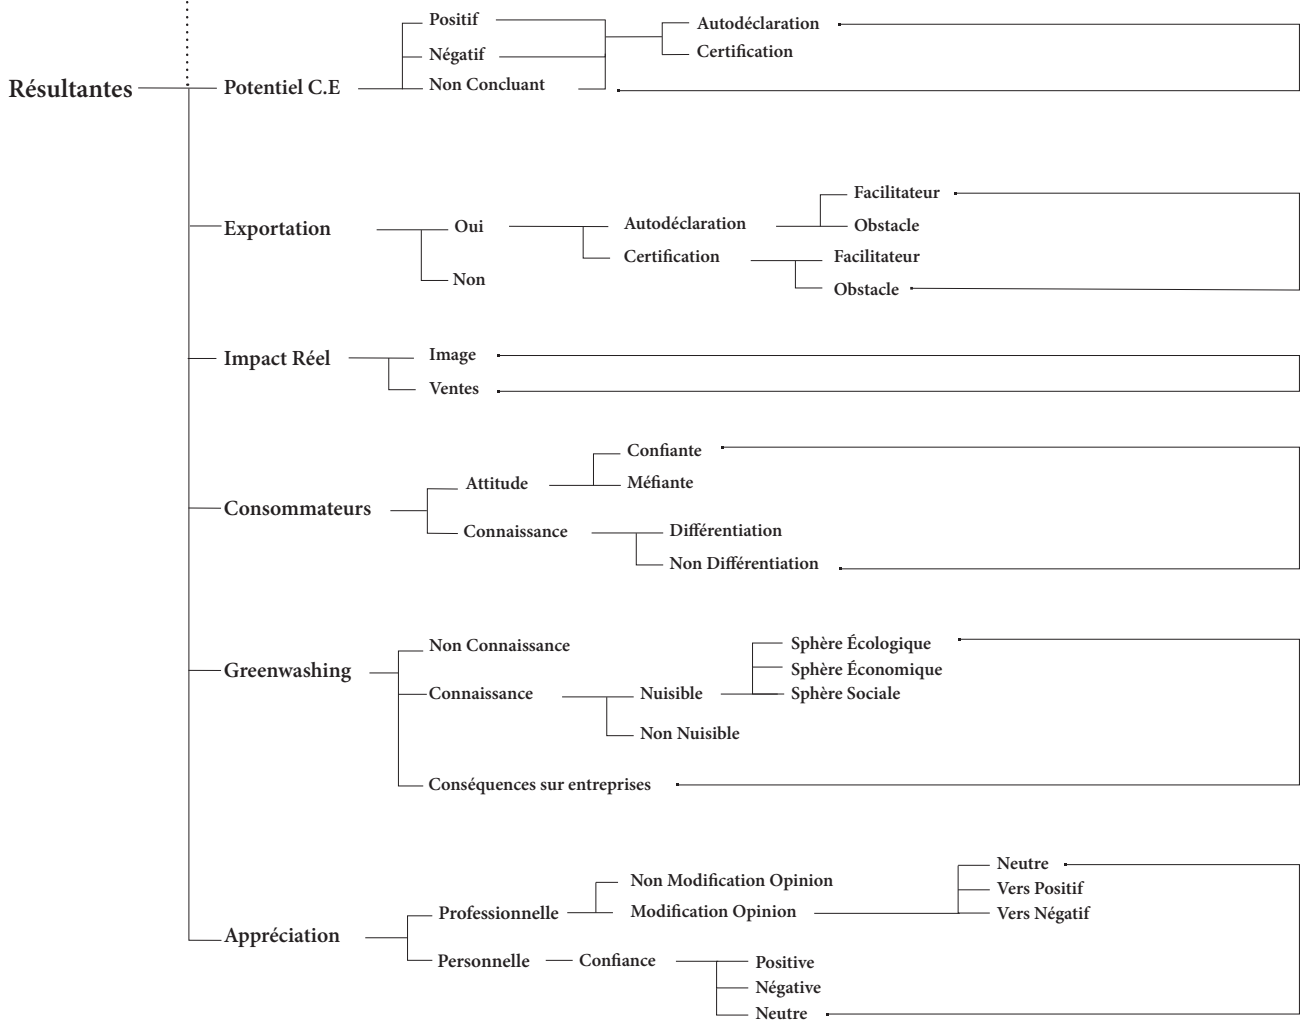 Résultantes
Potentiel C.E
Positif
Négatif
Non Concluant
Autodéclaration
Certification
Exportation
Oui
Non
Autodéclaration
Certification
Facilitateur
Obstacle
Facilitateur
Obstacle
Impact Réel
Image
Ventes
Consommateurs
Attitude
Confiante
Méfiante
Connaissance
Différentiation
Non Différentiation
Greenwashing
Non Connaissance
Connaissance
Nuisible
Sphère Écologique
Sphère Économique
Sphère Sociale
Non Nuisible
Conséquences sur entreprises
Appréciation
Professionnelle
Non Modification Opinion
Modification Opinion
Neutre
Vers Positif
Vers Négatif
Personnelle
Confiance
Positive
Négative
Neutre